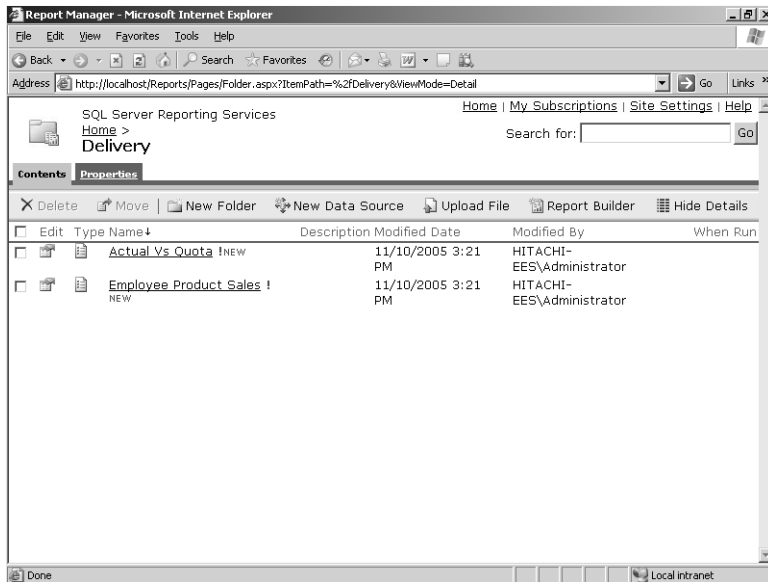 Report Manager - Microsoft Internet Explorer
File Edit View Favorites Tools Help
Back Search Favorites
Address http://localhost/Reports/Pages/Folder.aspx?ItemPath=%2fDelivery&ViewMode=Detail Go Links »
Home | My Subscriptions | Site Settings | Help
SQL Server Reporting Services
Home >
Delivery
Search for: Go
Contents Properties
Delete Move | New Folder New Data Source Upload File Report Builder Hide Details
Edit Type Name↓ Description Modified Date Modified By When Run
Actual Vs Quota !NEW 11/10/2005 3:21 HITACHI-
PM EES\Administrator
Employee Product Sales ! 11/10/2005 3:21 HITACHI-
NEW PM EES\Administrator
Done Local intranet